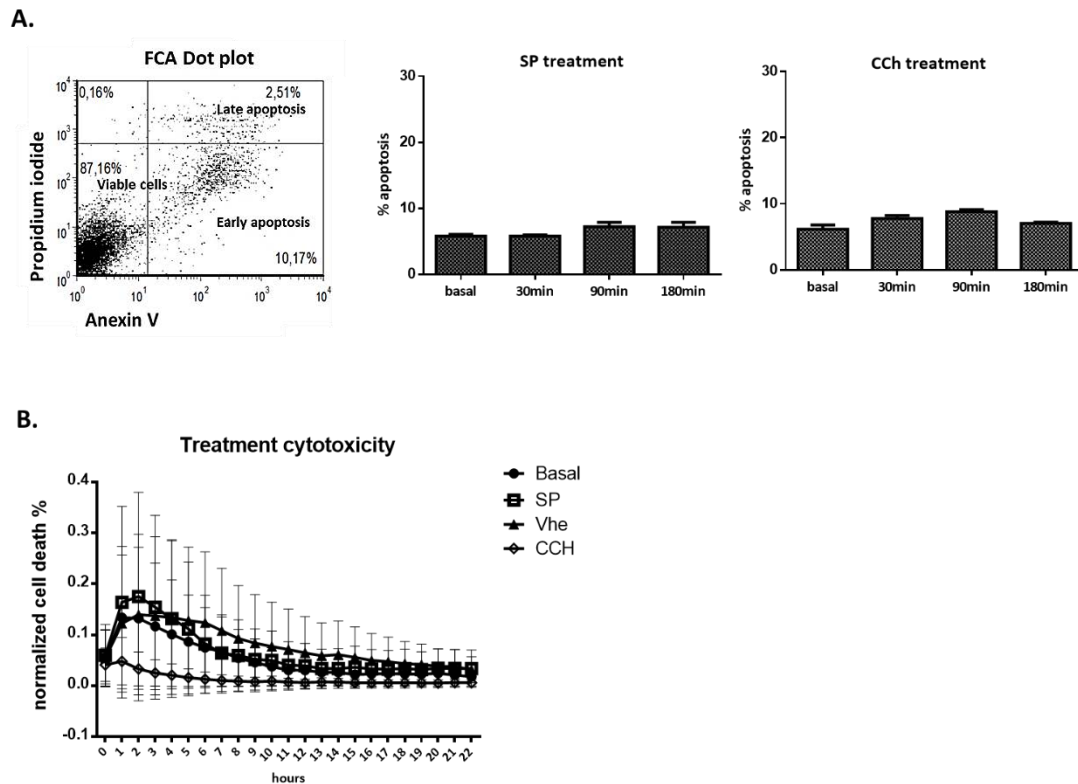 A.
FCA Dot plot
0,16%
2,51%
Late apoptosis
87,16%
Viable cells
Early apoptosis
10,17%
Propidium iodide
10⁴
10³
10²
10¹
10⁰
10⁰ 10¹ 10² 10³ 10⁴
Anexin V
SP treatment
% apoptosis
30
20
10
0
basal 30min 90min 180min
CCh treatment
% apoptosis
30
20
10
0
basal 30min 90min 180min
B.
Treatment cytotoxicity
normalized cell death %
0.4
0.3
0.2
0.1
0.0
-0.1
0 1 2 3 4 5 6 7 8 9 10 11 12 13 14 15 16 17 18 19 20 21 22
hours
Basal
SP
Vhe
CCH